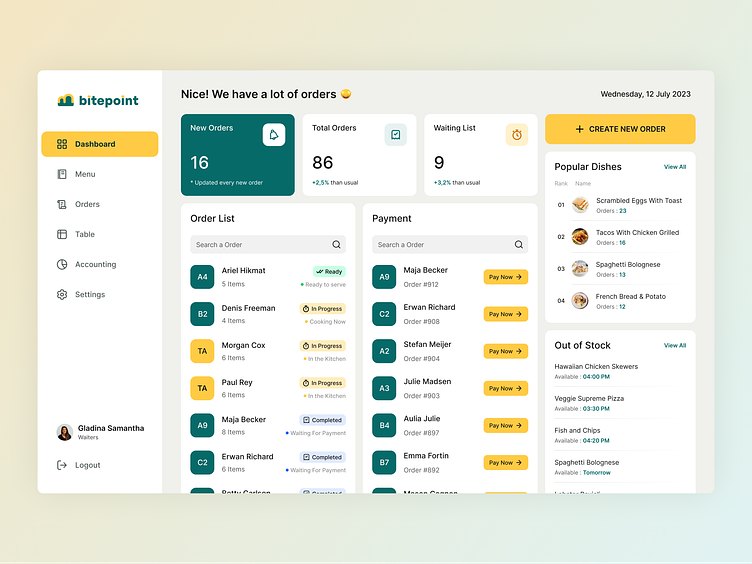 bitepoint
Dashboard
Menu
Orders
Table
Accounting
Settings
Gladina Samantha
Waiters
Logout
Nice! We have a lot of orders
Wednesday, 12 July 2023
New Orders
16
* Updated every new order
Total Orders
86
+2,5% than usual
Waiting List
9
+3,2% than usual
Order List
Search a Order
A4
Ariel Hikmat
5 Items
Ready
Ready to serve
B2
Denis Freeman
4 Items
In Progress
Cooking Now
TA
Morgan Cox
6 Items
In Progress
In the Kitchen
TA
Paul Rey
6 Items
In Progress
In the Kitchen
A9
Maja Becker
8 Items
Completed
Waiting For Payment
C2
Erwan Richard
6 Items
Completed
Waiting For Payment
Completed
Payment
Search a Order
A9
Maja Becker
Order #912
Pay Now
C2
Erwan Richard
Order #908
Pay Now
A2
Stefan Meijer
Order #904
Pay Now
A3
Julie Madsen
Order #903
Pay Now
B4
Aulia Julie
Order #897
Pay Now
B7
Emma Fortin
Order #892
Pay Now
CREATE NEW ORDER
Popular Dishes
View All
Rank Name
01
Scrambled Eggs With Toast
Orders : 23
02
Tacos With Chicken Grilled
Orders : 16
03
Spaghetti Bolognese
Orders : 13
04
French Bread & Potato
Orders : 12
Out of Stock
View All
Hawaiian Chicken Skewers
Available : 04:00 PM
Veggie Supreme Pizza
Available : 03:30 PM
Fish and Chips
Available : 04:20 PM
Spaghetti Bolognese
Available : Tomorrow